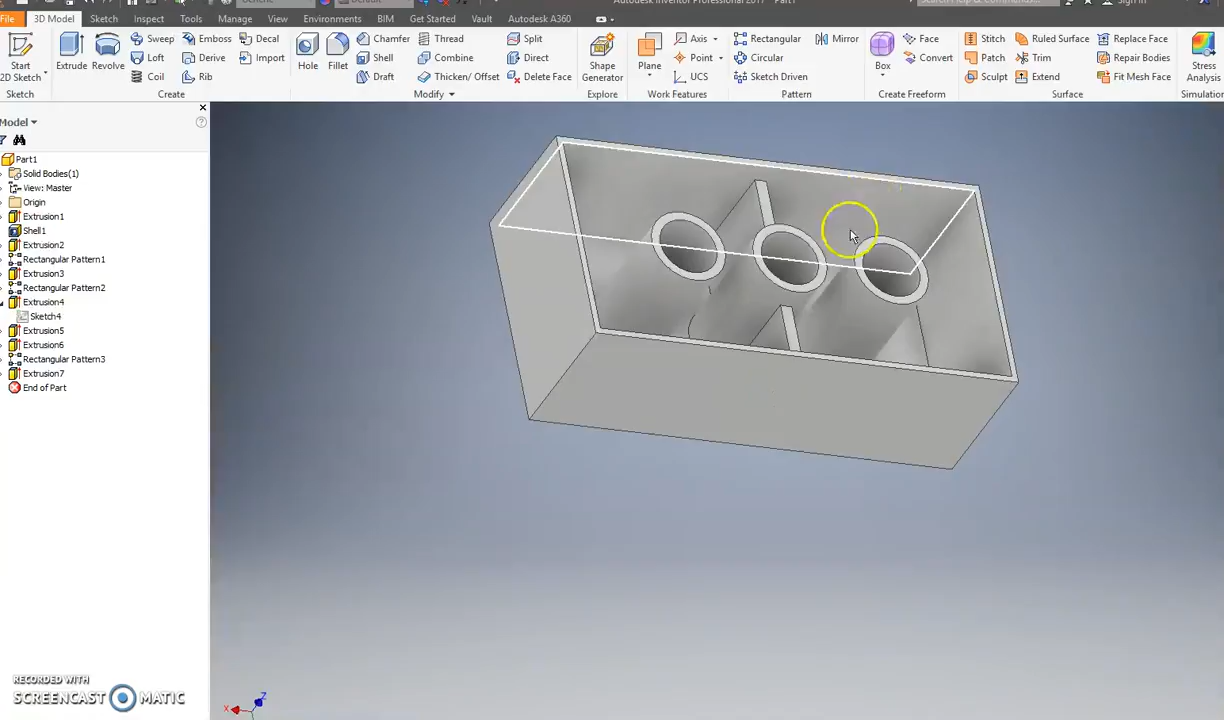 Autodesk Inventor Professional 2017 Part1
File 3D Model Sketch Inspect Tools Manage View Environments BIM Get Started Vault Autodesk A360
Start
2D Sketch
Sketch
Extrude Revolve
Sweep Emboss Decal
Loft Derive Import
Coil Rib
Create
Hole Fillet
Chamfer Thread Split
Shell Combine Direct
Draft Thicken/ Offset Delete Face
Modify
Shape
Generator
Explore
Plane
Axis
Point
UCS
Work Features
Rectangular Mirror
Circular
Sketch Driven
Pattern
Box
Face
Convert
Create Freeform
Stitch Ruled Surface Replace Face
Patch Trim Repair Bodies
Sculpt Extend Fit Mesh Face
Surface
Stress
Analysis
Simulation
Model
Part1
Solid Bodies(1)
View: Master
Origin
Extrusion1
Shell1
Extrusion2
Rectangular Pattern1
Extrusion3
Rectangular Pattern2
Extrusion4
Sketch4
Extrusion5
Extrusion6
Rectangular Pattern3
Extrusion7
End of Part
RECORDED WITH
SCREENCAST MATIC
X
Z